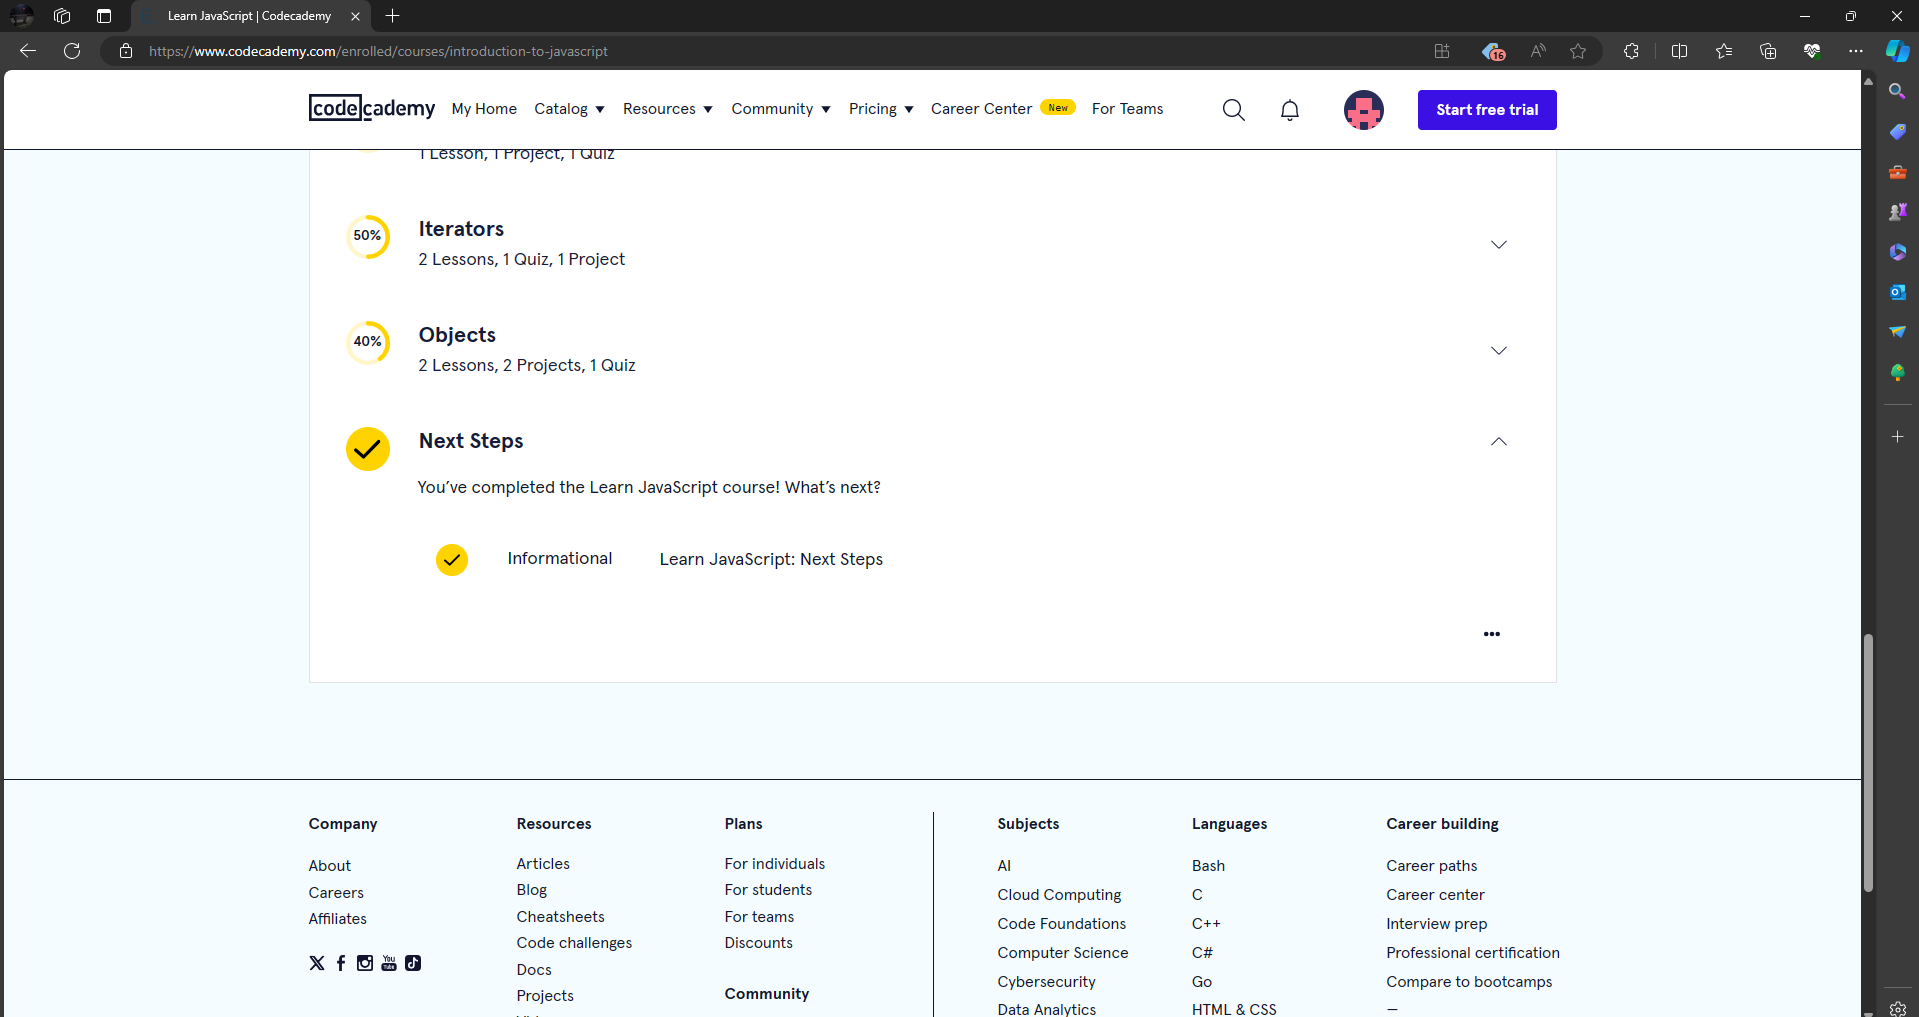 Learn JavaScript | Codecademy
https://www.codecademy.com/enrolled/courses/introduction-to-javascript
16
codecademy My Home Catalog Resources Community Pricing Career Center New For Teams Start free trial
1 Lesson, 1 Project, 1 Quiz
50% Iterators
2 Lessons, 1 Quiz, 1 Project
40% Objects
2 Lessons, 2 Projects, 1 Quiz
Next Steps
You’ve completed the Learn JavaScript course! What’s next?
Informational Learn JavaScript: Next Steps
Company
About
Careers
Affiliates
You Tube
Resources
Articles
Blog
Cheatsheets
Code challenges
Docs
Projects
Plans
For individuals
For students
For teams
Discounts
Community
Subjects
AI
Cloud Computing
Code Foundations
Computer Science
Cybersecurity
Data Analytics
Languages
Bash
C
C++
C#
Go
HTML & CSS
Career building
Career paths
Career center
Interview prep
Professional certification
Compare to bootcamps
—